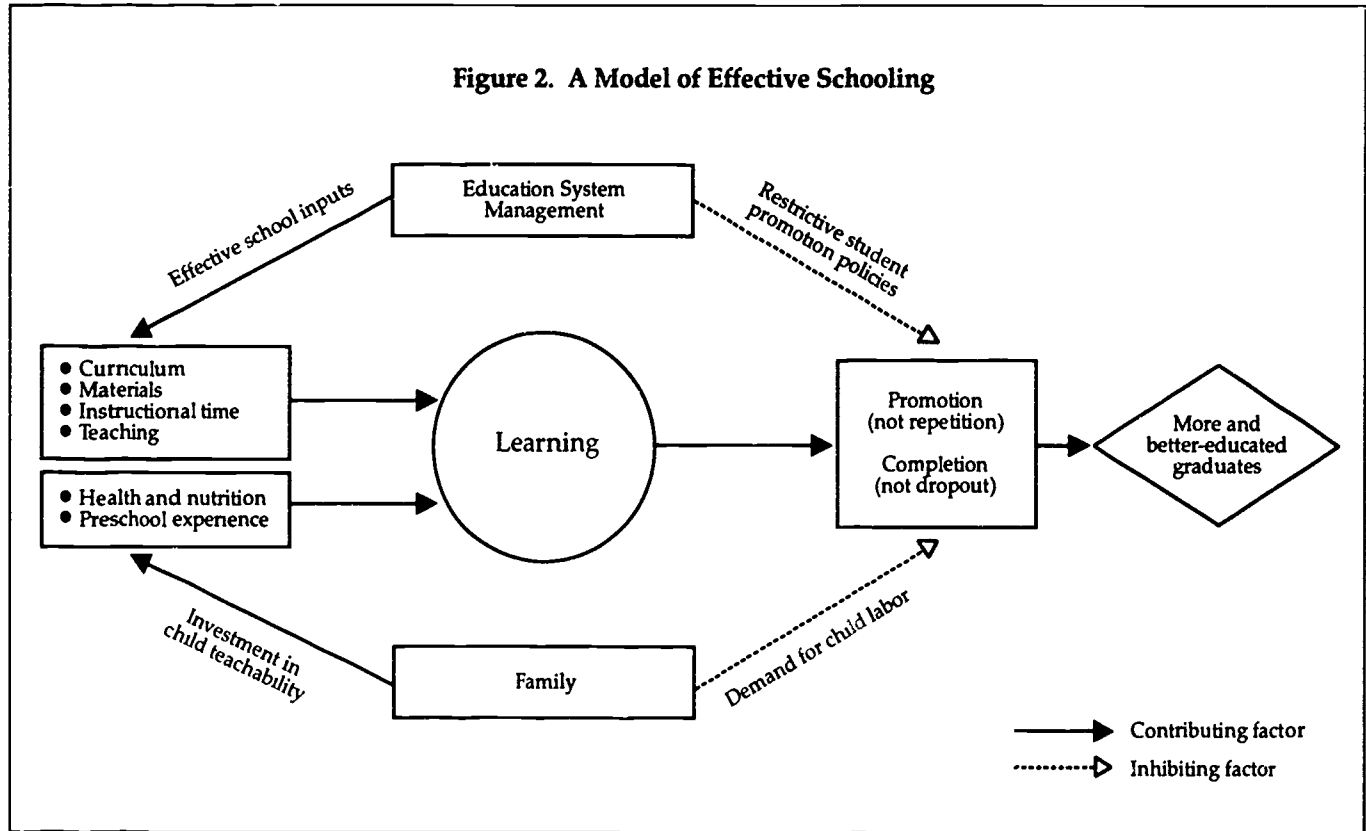 Figure 2. A Model of Effective Schooling
Education System
Management
Effective school inputs
Restrictive student
promotion policies
● Curriculum
● Materials
● Instructional time
● Teaching
● Health and nutrition
● Preschool experience
Learning
Promotion
(not repetition)
Completion
(not dropout)
More and
better-educated
graduates
Investment in
child teachability
Family
Demand for child labor
Contributing factor
Inhibiting factor